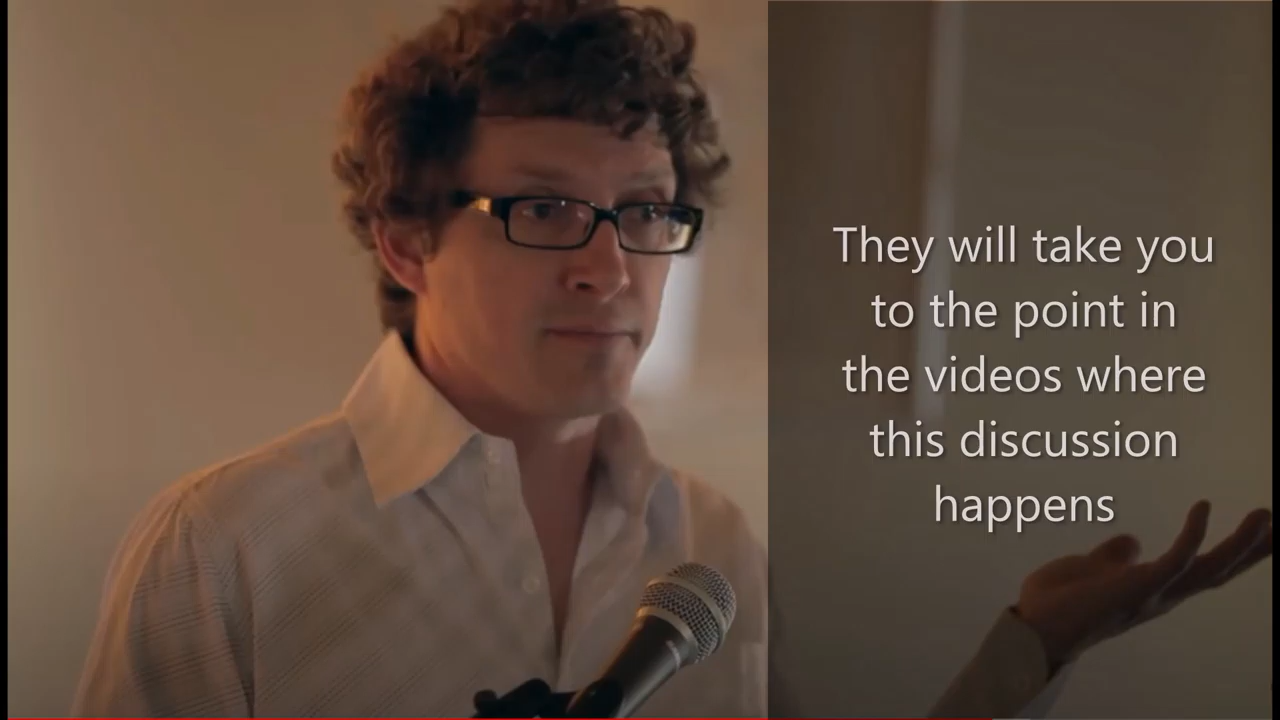 They will take you
to the point in
the videos where
this discussion
happens